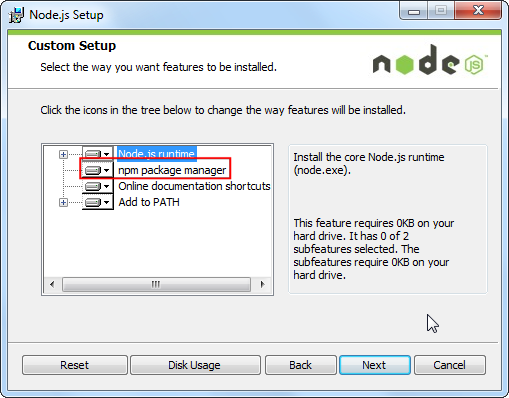 Node.js Setup
Custom Setup
Select the way you want features to be installed.
node JS
Click the icons in the tree below to change the way features will be installed.
Node.js runtime
npm package manager
Online documentation shortcuts
Add to PATH
Install the core Node.js runtime
(node.exe).
This feature requires 0KB on your
hard drive. It has 0 of 2
subfeatures selected. The
subfeatures require 0KB on your
hard drive.
Reset
Disk Usage
Back
Next
Cancel